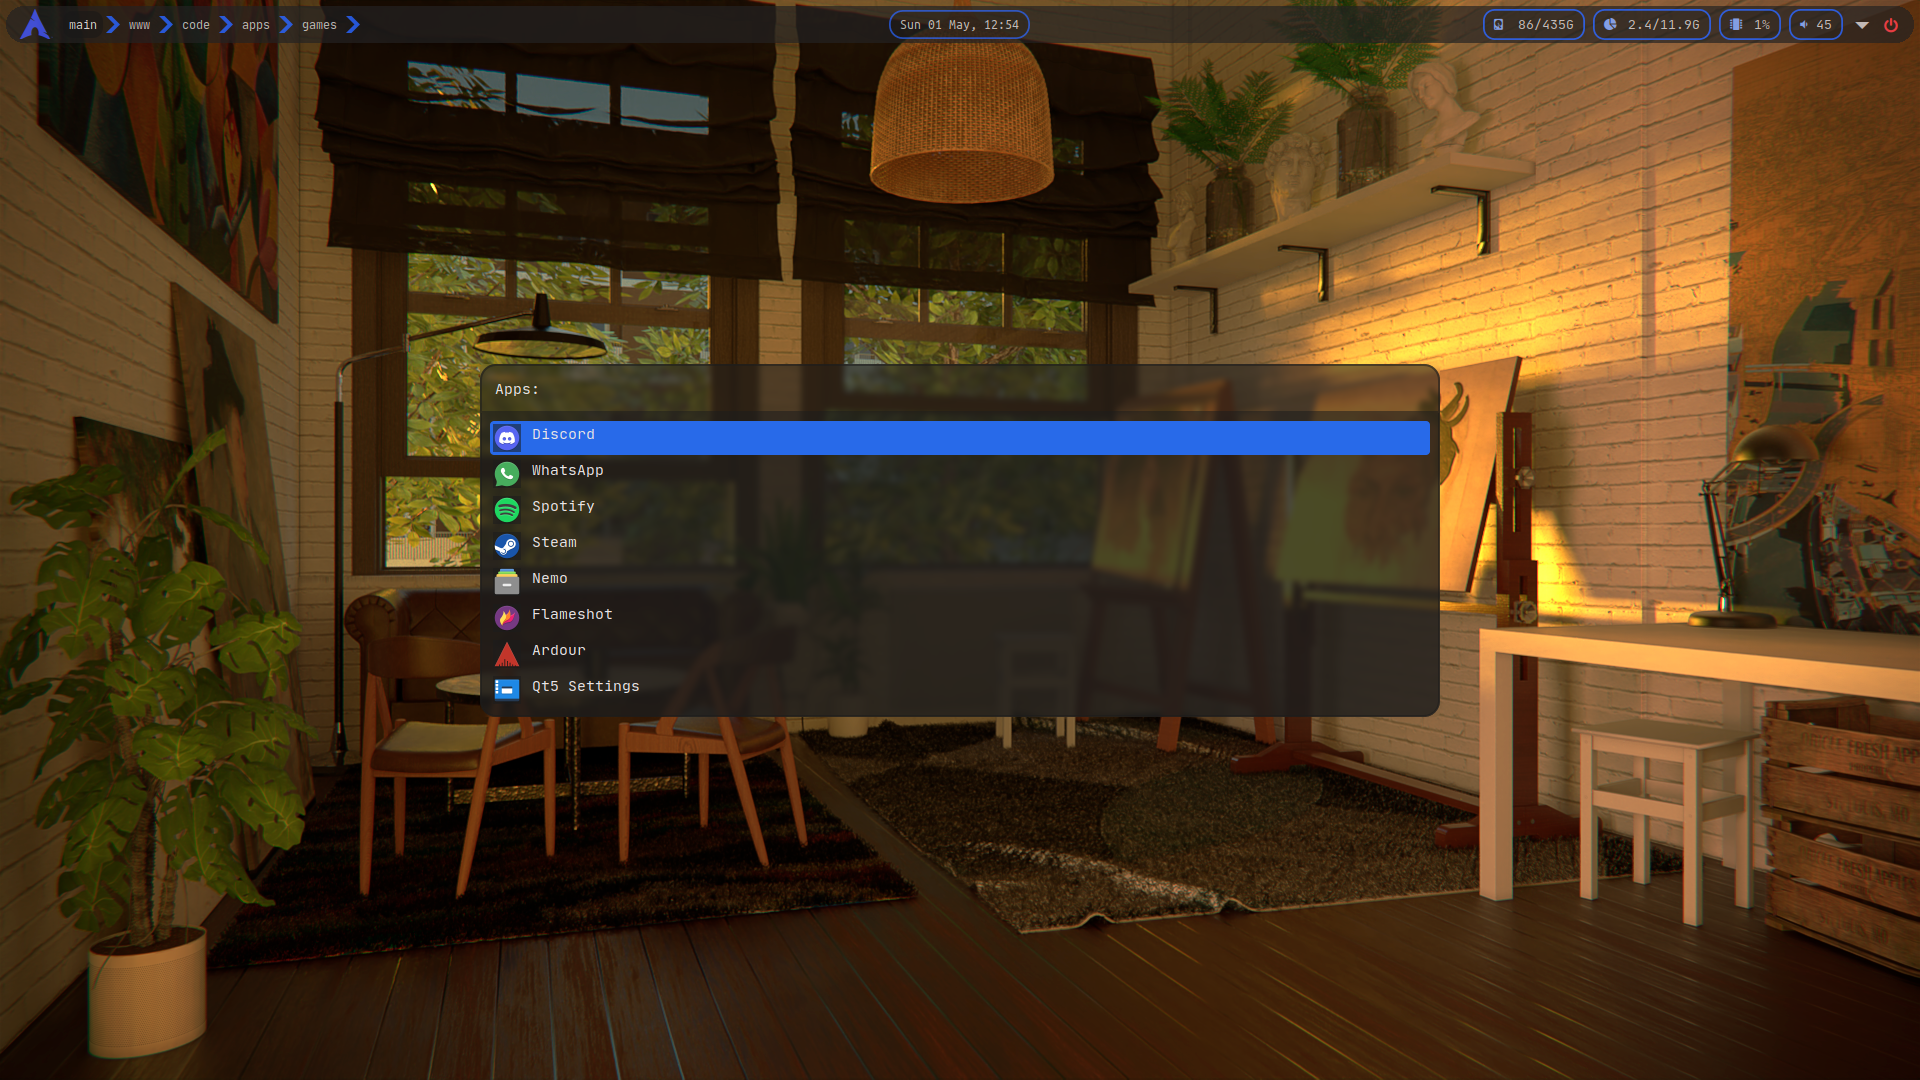 main www code apps games
Sun 01 May, 12:54
86/435G 2.4/11.9G 1% 45
Apps:
Discord
WhatsApp
Spotify
Steam
Nemo
Flameshot
Ardour
Qt5 Settings